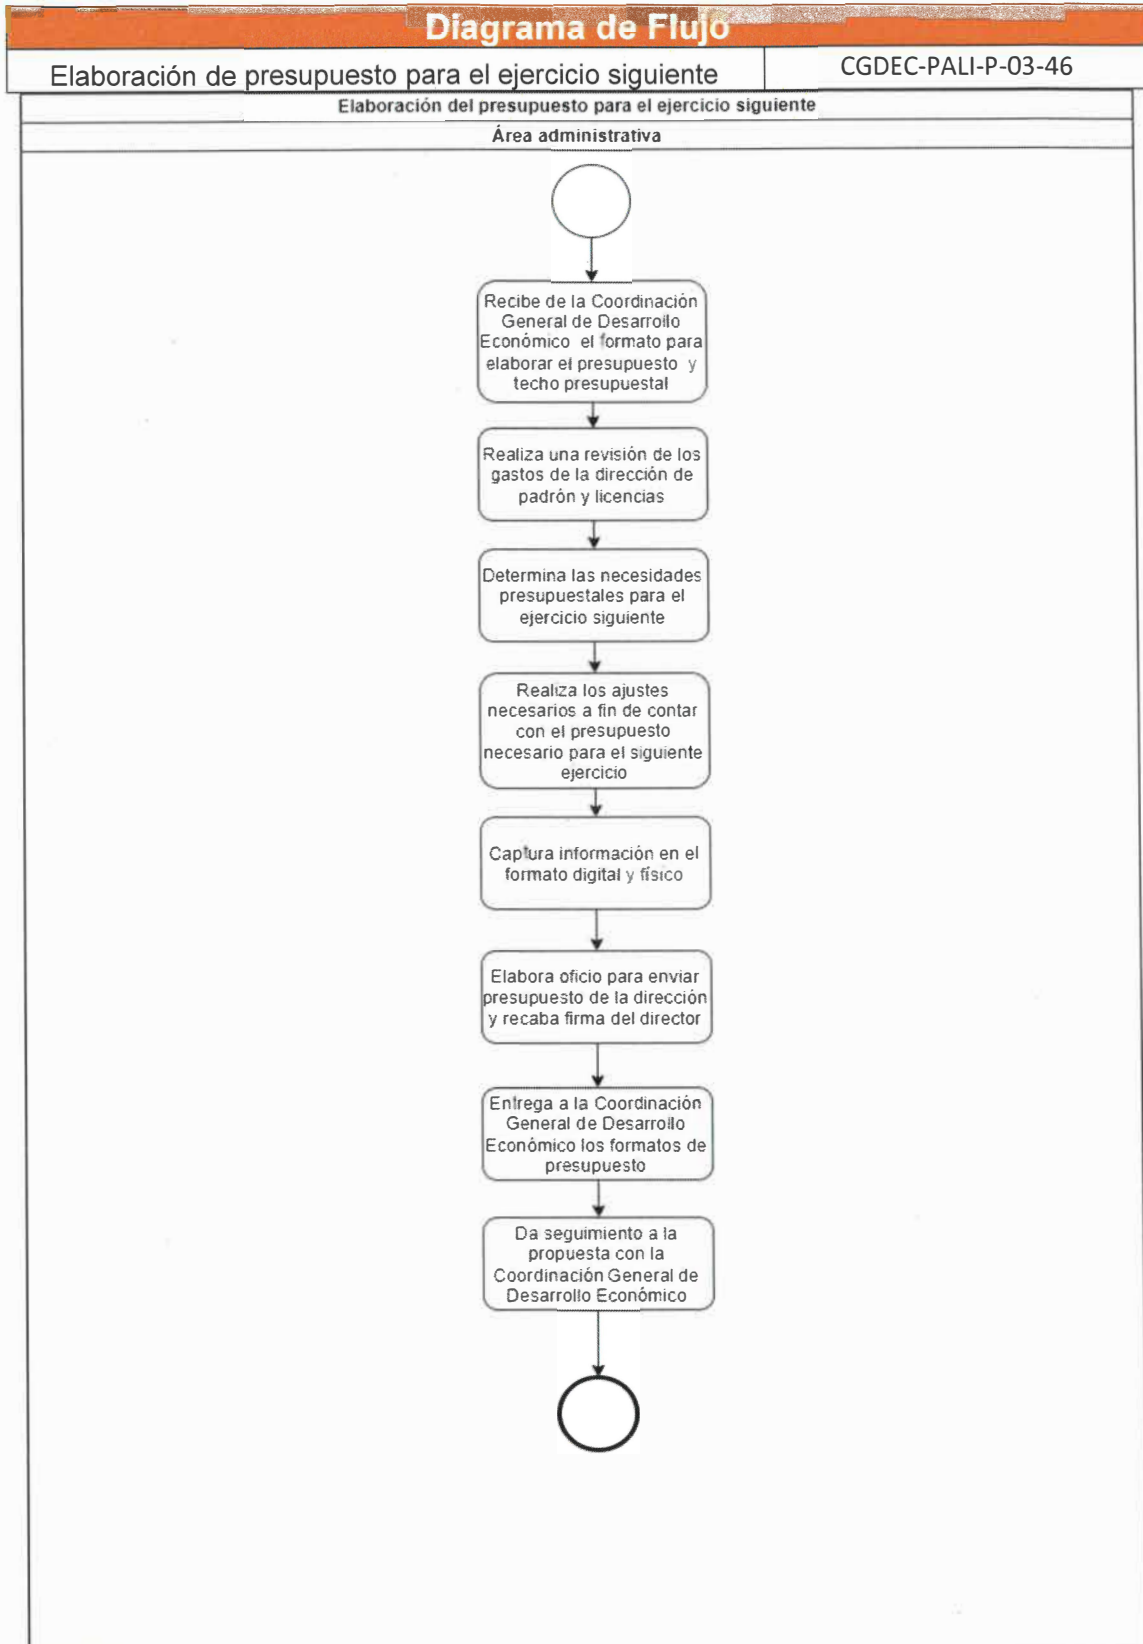 Diagrama de Flujo
Elaboración de presupuesto para el ejercicio siguiente
CGDEC-PALI-P-03-46
Elaboración del presupuesto para el ejercicio siguiente
Área administrativa
Recibe de la Coordinación
General de Desarrollo
Económico el formato para
elaborar el presupuesto y
techo presupuestal
Realiza una revisión de los
gastos de la dirección de
padrón y licencias
Determina las necesidades
presupuestales para el
ejercicio siguiente
Realiza los ajustes
necesarios a fin de contar
con el presupuesto
necesario para el siguiente
ejercicio
Captura información en el
formato digital y físico
Elabora oficio para enviar
presupuesto de la dirección
y recaba firma del director
Entrega a la Coordinación
General de Desarrollo
Económico los formatos de
presupuesto
Da seguimiento a la
propuesta con la
Coordinación General de
Desarrollo Económico